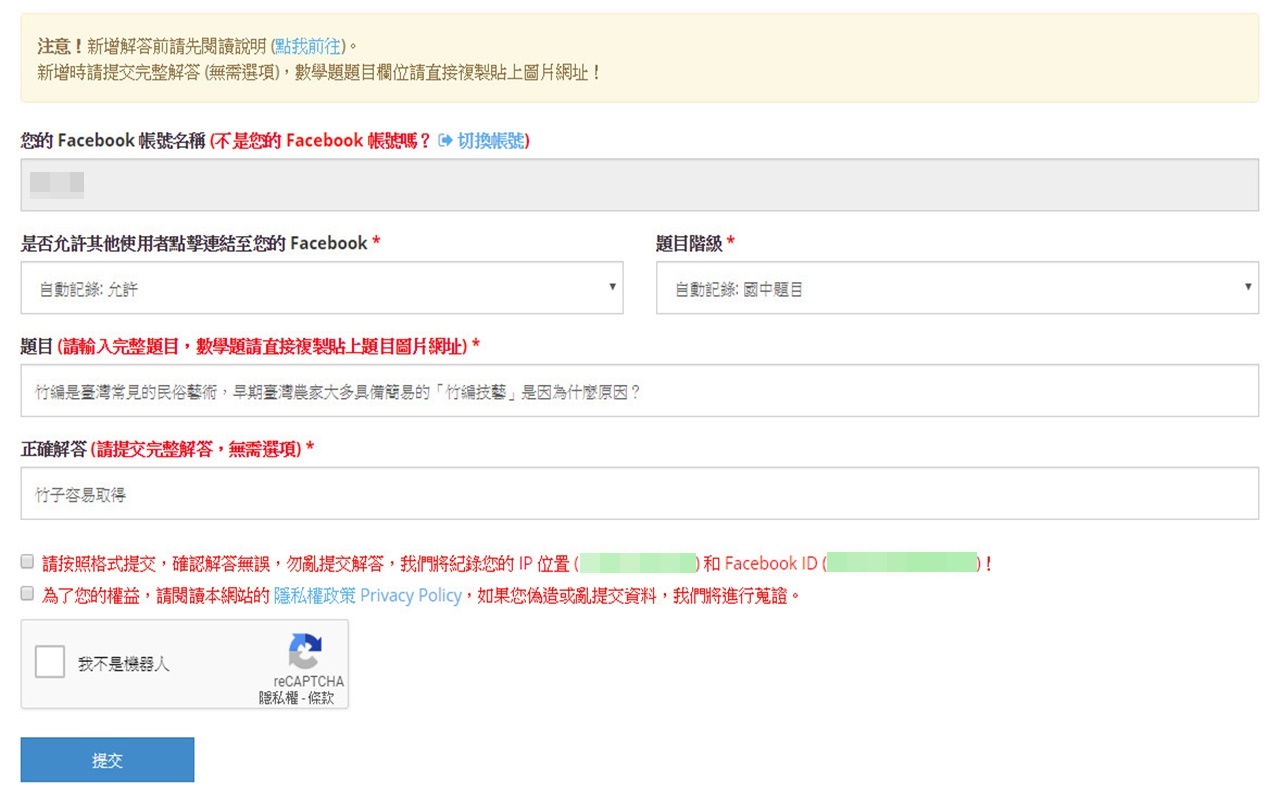 注意！新增解答前請先閱讀說明 (點我前往)。
新增時請提交完整解答 (無需選項)，數學題題目欄位請直接複製貼上圖片網址！
您的 Facebook 帳號名稱 (不是您的 Facebook 帳號嗎？ 切換帳號)
是否允許其他使用者點擊連結至您的 Facebook *
題目階級 *
自動記錄: 允許
自動記錄: 國中題目
題目 (請輸入完整題目，數學題請直接複製貼上題目圖片網址) *
竹編是臺灣常見的民俗藝術，早期臺灣農家大多具備簡易的「竹編技藝」是因為什麼原因？
正確解答 (請提交完整解答，無需選項) *
竹子容易取得
請按照格式提交，確認解答無誤，勿亂提交解答，我們將紀錄您的 IP 位置 ( ) 和 Facebook ID ( )！
為了您的權益，請閱讀本網站的 隱私權政策 Privacy Policy，如果您偽造或亂提交資料，我們將進行蒐證。
我不是機器人
reCAPTCHA
隱私權 - 條款
提交